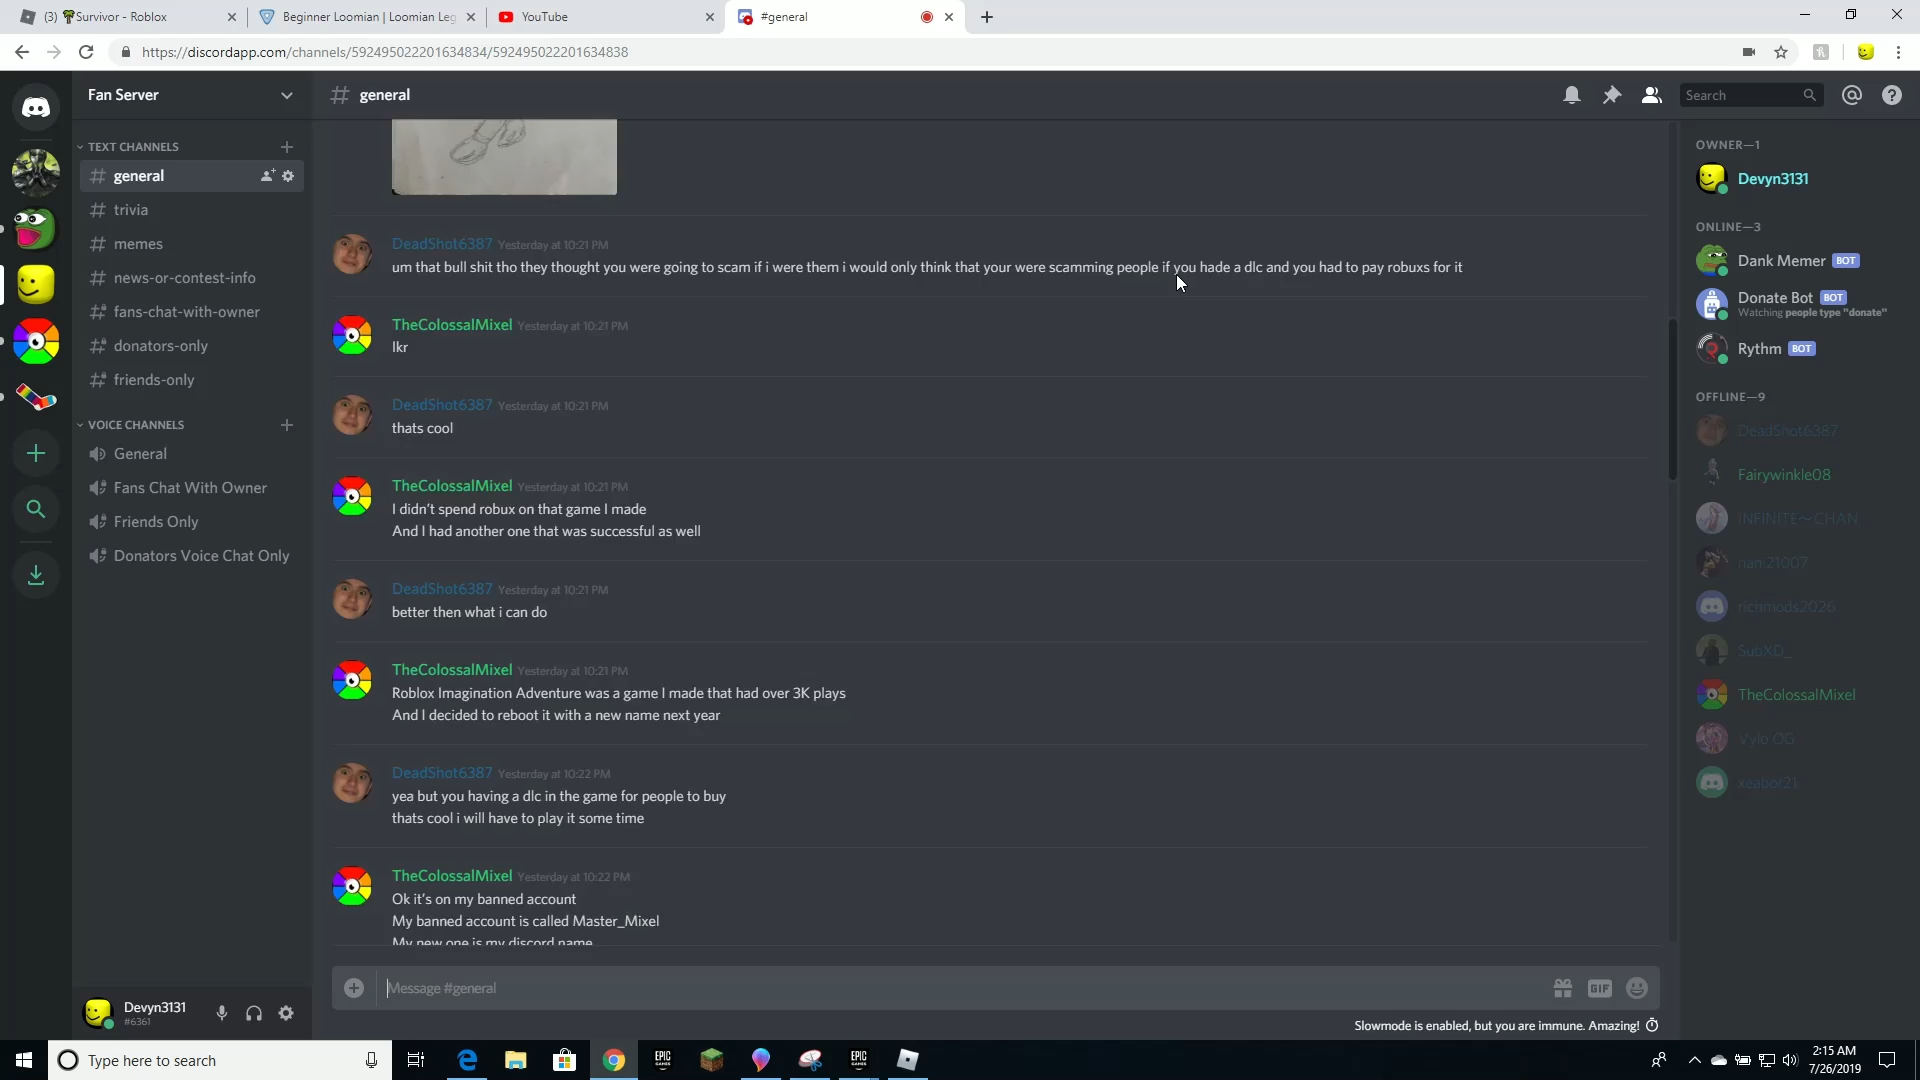 (3) 🌴Survivor - Roblox
Beginner Loomian | Loomian Leg
YouTube
#general
https://discordapp.com/channels/592495022201634834/592495022201634838
Fan Server
# general
Search
TEXT CHANNELS
# general
# trivia
# memes
# news-or-contest-info
# fans-chat-with-owner
# donators-only
# friends-only
VOICE CHANNELS
General
Fans Chat With Owner
Friends Only
Donators Voice Chat Only
Devyn3131
#6361
DeadShot6387 Yesterday at 10:21 PM
um that bull shit tho they thought you were going to scam if i were them i would only think that your were scamming people if you hade a dlc and you had to pay robuxs for it
TheColossalMixel Yesterday at 10:21 PM
Ikr
DeadShot6387 Yesterday at 10:21 PM
thats cool
TheColossalMixel Yesterday at 10:21 PM
I didn't spend robux on that game I made
And I had another one that was successful as well
DeadShot6387 Yesterday at 10:21 PM
better then what i can do
TheColossalMixel Yesterday at 10:21 PM
Roblox Imagination Adventure was a game I made that had over 3K plays
And I decided to reboot it with a new name next year
DeadShot6387 Yesterday at 10:22 PM
yea but you having a dlc in the game for people to buy
thats cool i will have to play it some time
TheColossalMixel Yesterday at 10:22 PM
Ok it's on my banned account
My banned account is called Master_Mixel
My new one is my discord name
Message #general
GIF
Slowmode is enabled, but you are immune. Amazing!
OWNER—1
Devyn3131
ONLINE—3
Dank Memer BOT
Donate Bot BOT
Watching people type "donate"
Rythm BOT
OFFLINE—9
DeadShot6387
Fairywinkle08
INFINITE〜CHAN
nani21007
richmods2026
SubXD_
TheColossalMixel
Vylo OG
Type here to search
EPIC GAMES
EPIC GAMES
2:15 AM
7/26/2019